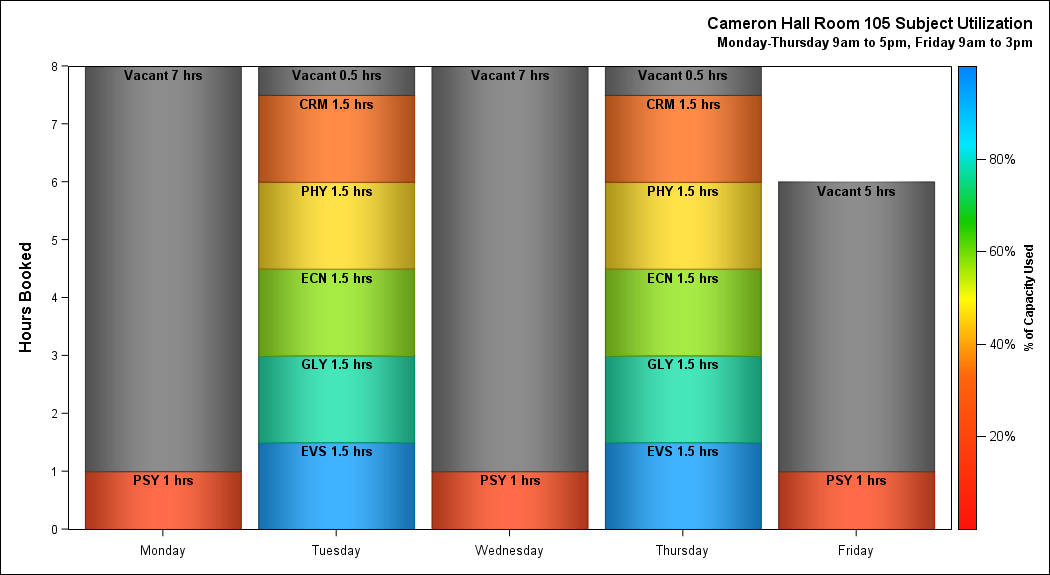 Cameron Hall Room 105 Subject Utilization
Monday-Thursday 9am to 5pm, Friday 9am to 3pm
Hours Booked
8
7
6
5
4
3
2
1
0
Vacant 7 hrs
PSY 1 hrs
Vacant 0.5 hrs
CRM 1.5 hrs
PHY 1.5 hrs
ECN 1.5 hrs
GLY 1.5 hrs
EVS 1.5 hrs
Vacant 7 hrs
PSY 1 hrs
Vacant 0.5 hrs
CRM 1.5 hrs
PHY 1.5 hrs
ECN 1.5 hrs
GLY 1.5 hrs
EVS 1.5 hrs
Vacant 5 hrs
PSY 1 hrs
Monday
Tuesday
Wednesday
Thursday
Friday
80%
60%
40%
20%
% of Capacity Used